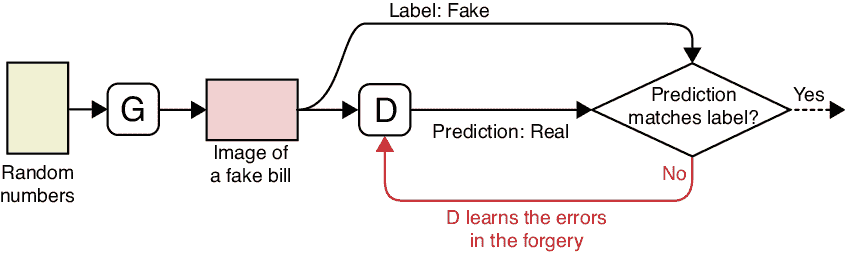 Label: Fake
Random
numbers
G
Image of
a fake bill
D
Prediction: Real
Prediction
matches label?
Yes
No
D learns the errors
in the forgery